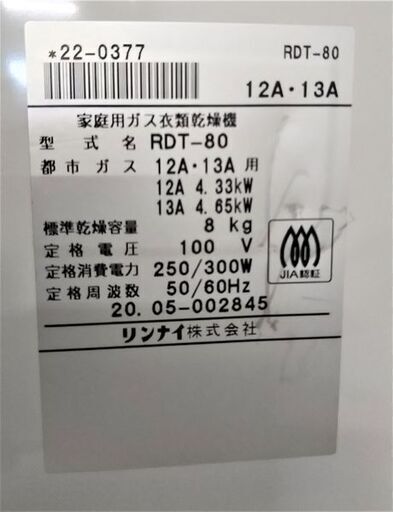 *22-0377 RDT-80
12A・13A
家庭用ガス衣類乾燥機
型式名 RDT-80
都市ガス 12A・13A 用
12A 4.33kW
13A 4.65kW
標準乾燥容量 8 kg
定格電圧 100 V
定格消費電力 250/300W
定格周波数 50/60Hz
20.05-002845
リンナイ株式会社
JIA認証